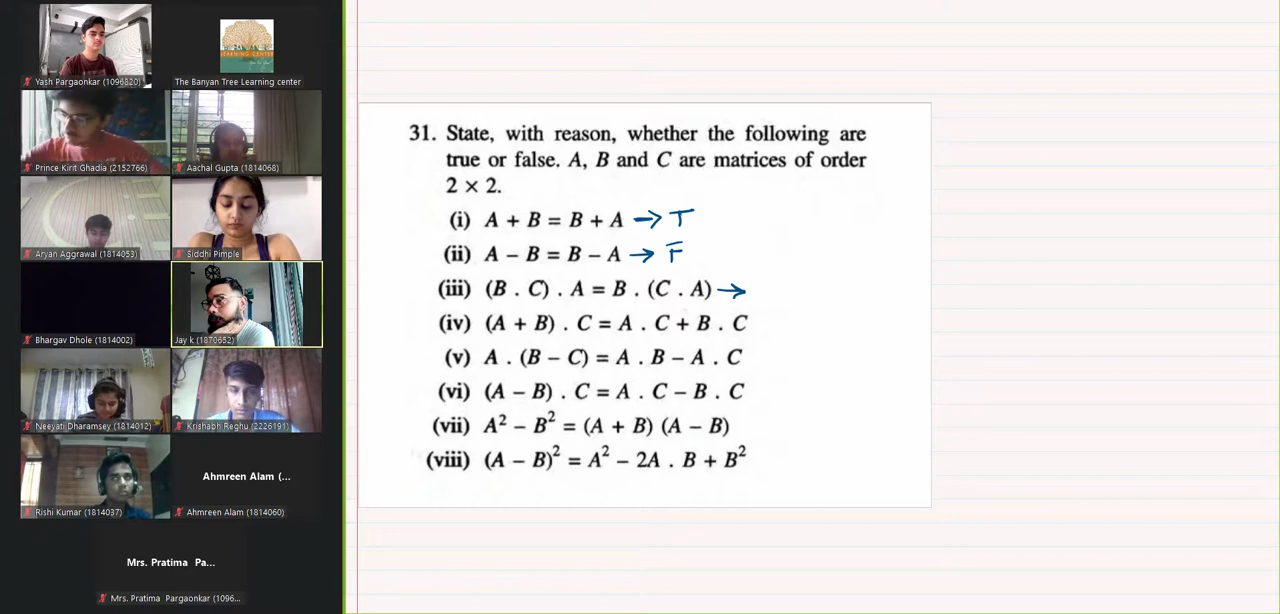 Yash Pargaonkar (1096820)
The Banyan Tree Learning center
LEARNING CENTER
Prince Kirit Ghadia (2152766)
Aachal Gupta (1814068)
Aryan Aggrawal (1814053)
Siddhi Pimple
Bhargav Dhole (1814002)
Jay k (1870652)
Neeyati Dharamsey (1814012)
Krishabh Reghu (2226191)
Rishi Kumar (1814037)
Ahmreen Alam (...
Ahmreen Alam (1814060)
Mrs. Pratima Pa...
Mrs. Pratima Pargaonkar (1096...
31. State, with reason, whether the following are
true or false. A, B and C are matrices of order
2 × 2.
(i) A + B = B + A → T
(ii) A − B = B − A → F
(iii) (B . C) . A = B . (C . A) →
(iv) (A + B) . C = A . C + B . C
(v) A . (B − C) = A . B − A . C
(vi) (A − B) . C = A . C − B . C
(vii) A² − B² = (A + B) (A − B)
(viii) (A − B)² = A² − 2A . B + B²